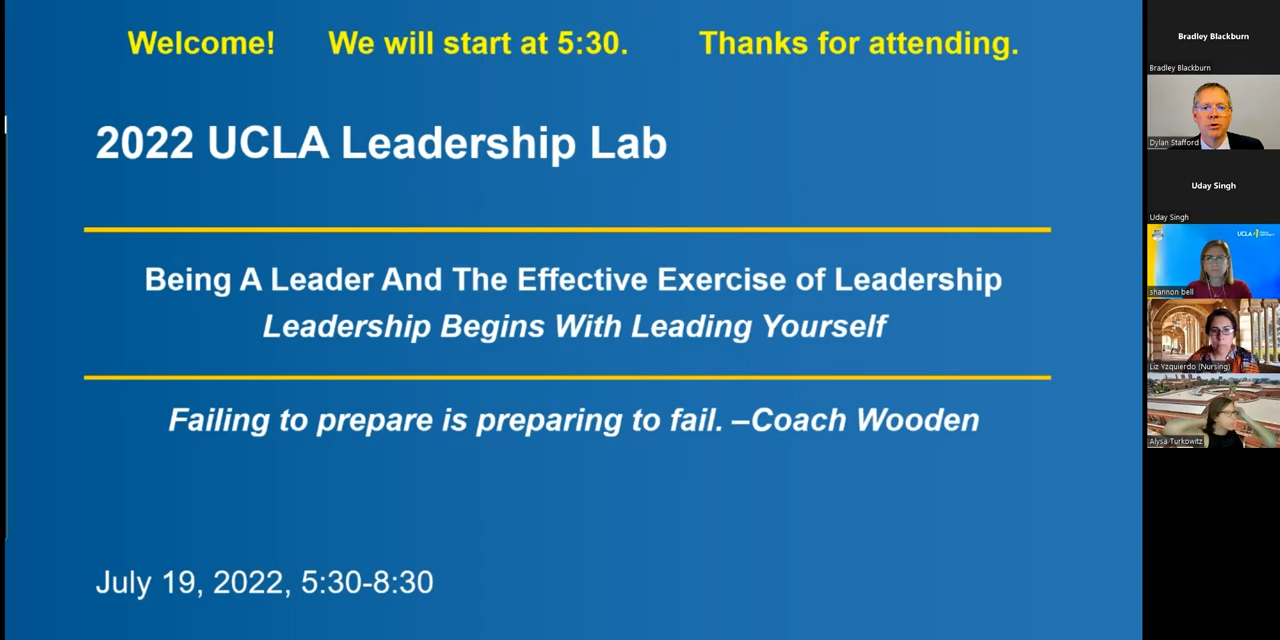 Welcome! We will start at 5:30. Thanks for attending.
2022 UCLA Leadership Lab
Being A Leader And The Effective Exercise of Leadership
Leadership Begins With Leading Yourself
Failing to prepare is preparing to fail. –Coach Wooden
July 19, 2022, 5:30-8:30
Bradley Blackburn
Bradley Blackburn
Dylan Stafford
Uday Singh
Uday Singh
UCLA
shannon bell
Liz Yzquierdo (Nursing)
Alysa Turkowitz